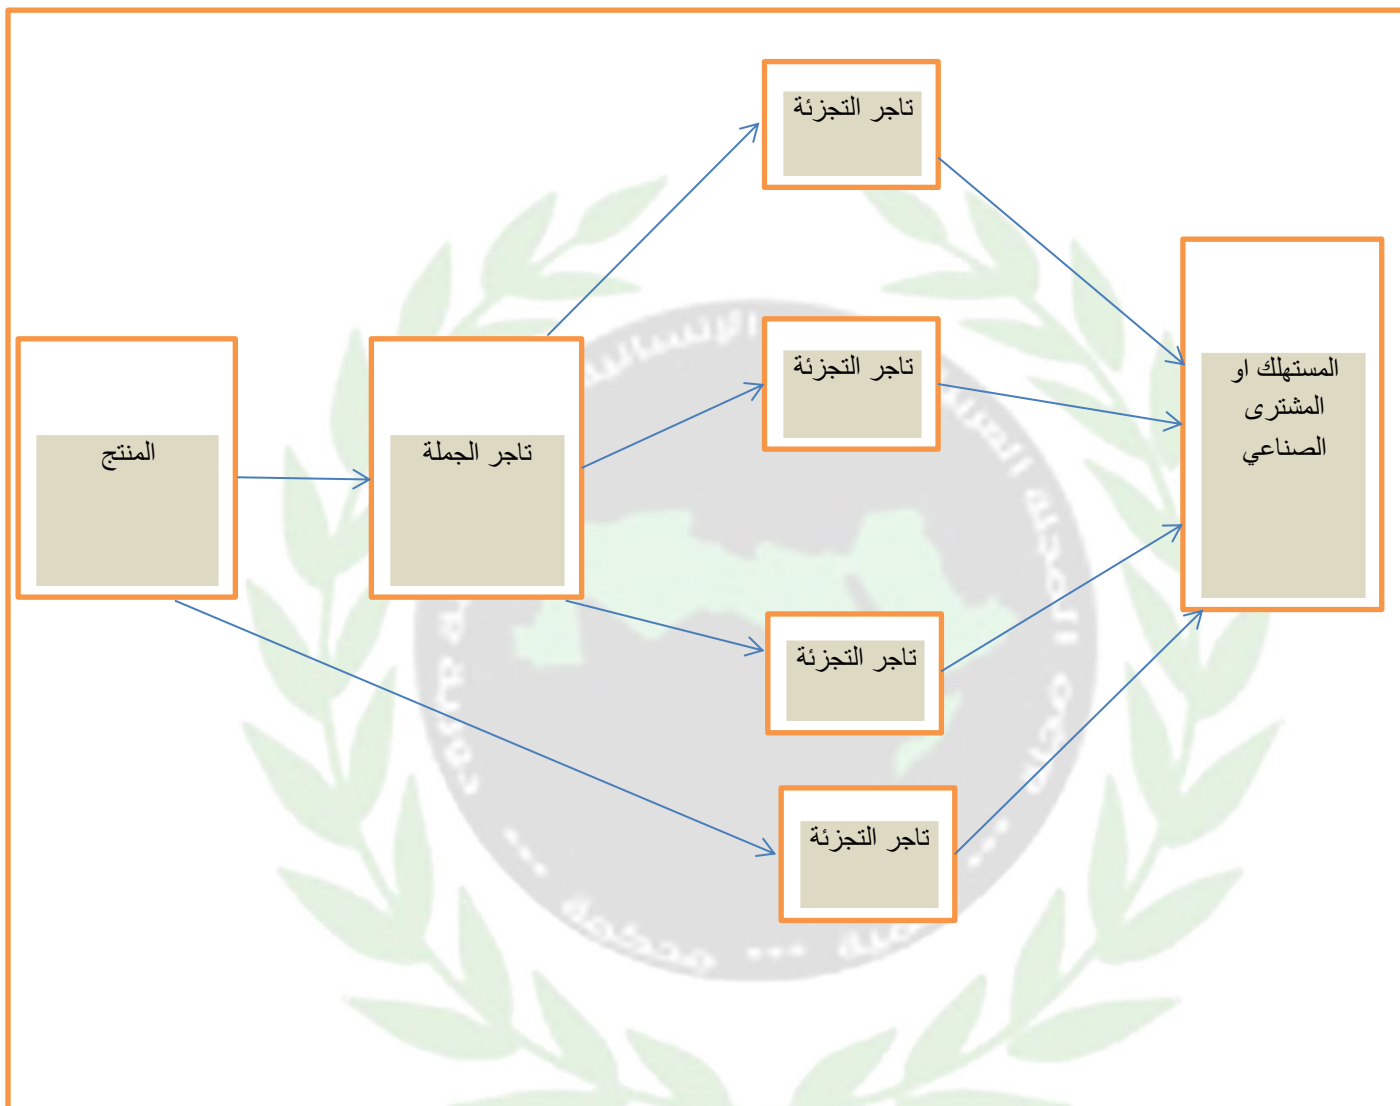 تاجر التجزئة
تاجر التجزئة
المستهلك او
المشترى
الصناعي
المنتج
تاجر الجملة
تاجر التجزئة
تاجر التجزئة